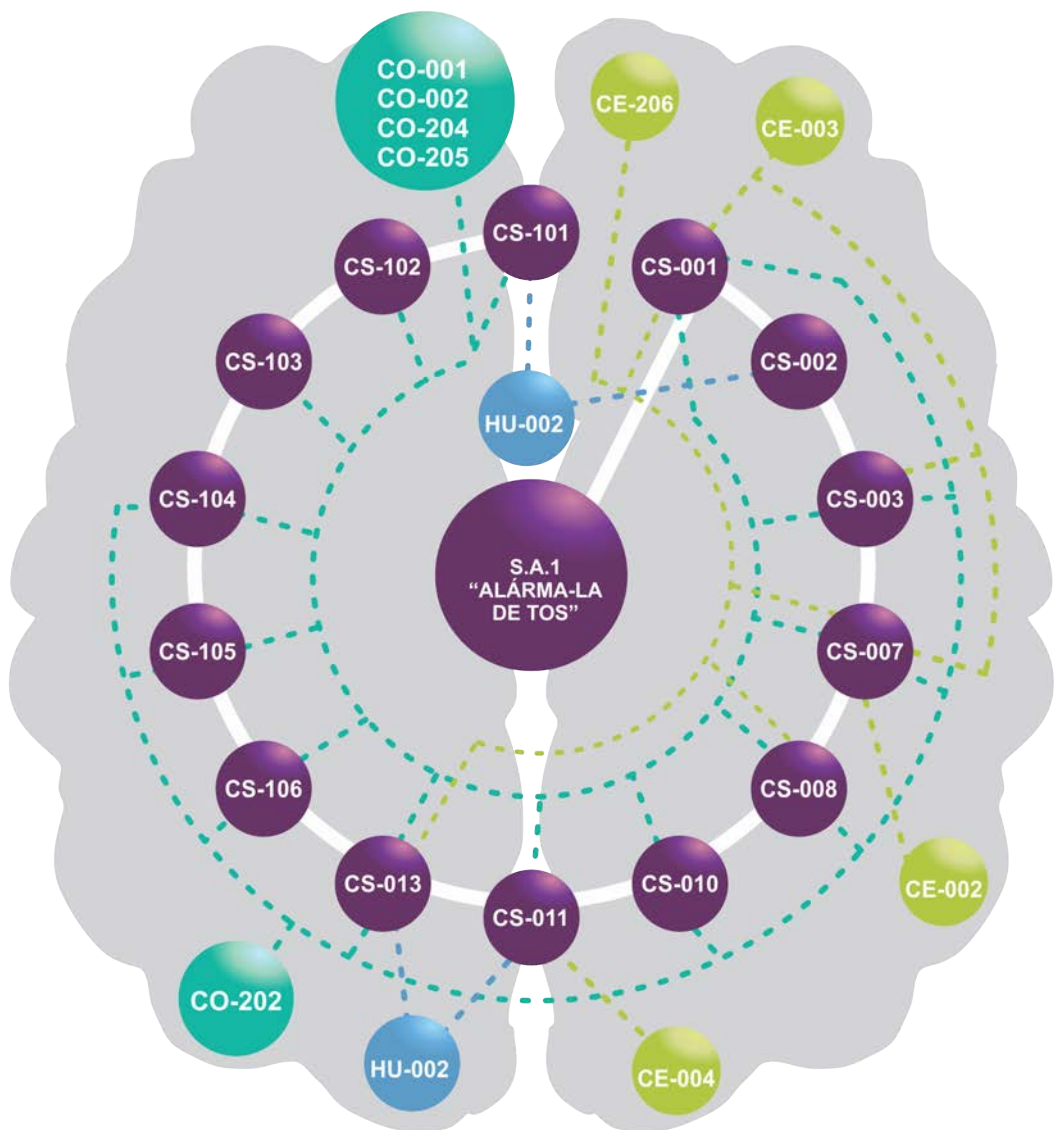 CO-001
CO-002
CO-204
CO-205
CE-206
CE-003
CS-101
CS-102
CS-001
CS-103
CS-002
HU-002
CS-104
CS-003
S.A.1
“ALÁRMA-LA
DE TOS”
CS-105
CS-007
CS-106
CS-008
CS-013
CS-010
CE-002
CS-011
CO-202
HU-002
CE-004